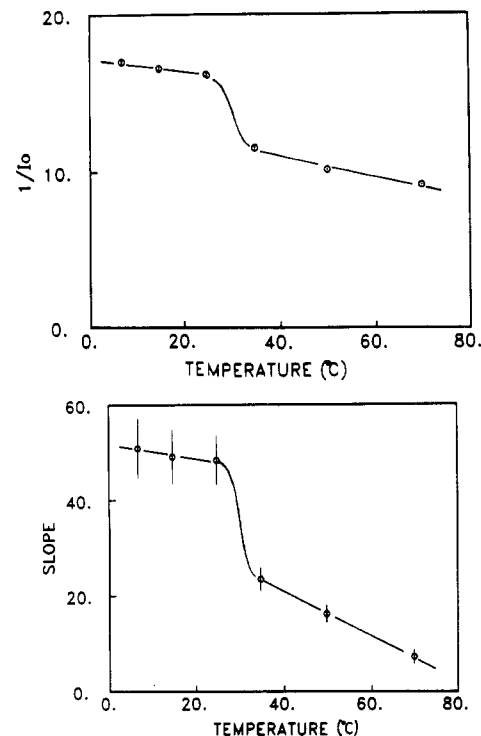 20.
10.
0.
1/Io
0. 20. 40. 60. 80.
TEMPERATURE (℃)
60.
40.
20.
0.
SLOPE
0. 20. 40. 60. 80.
TEMPERATURE (℃)